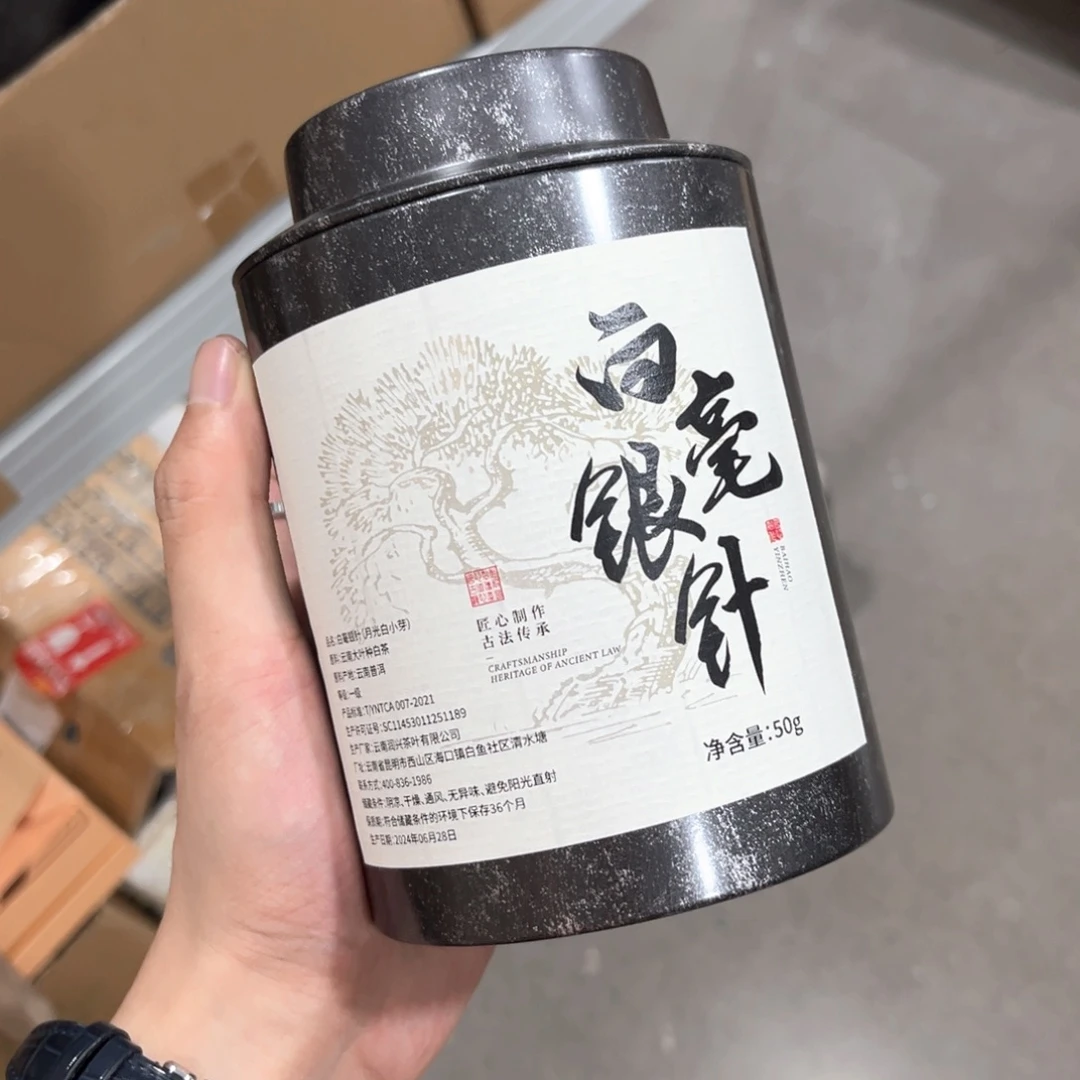 白毫
银针
BAIHAO
YINZHEN
匠心制作
古法传承
CRAFTSMANSHIP
HERITAGE OF ANCIENT LAW
品名:白毫银针(月光白小芽)
原料:云南大叶种白茶
原料产地:云南普洱
等级:一级
产品标准:T/YNTCA 007-2021
生产许可证号:SC11453011251189
生产厂家:云南润兴茶叶有限公司
厂址:云南省昆明市西山区海口镇白鱼社区清水塘
联系方式:400-836-1986
储藏条件:阴凉、干燥、通风、无异味、避免阳光直射
保质期:符合储藏条件的环境下保存36个月
生产日期:2024年06月28日
净含量:50g